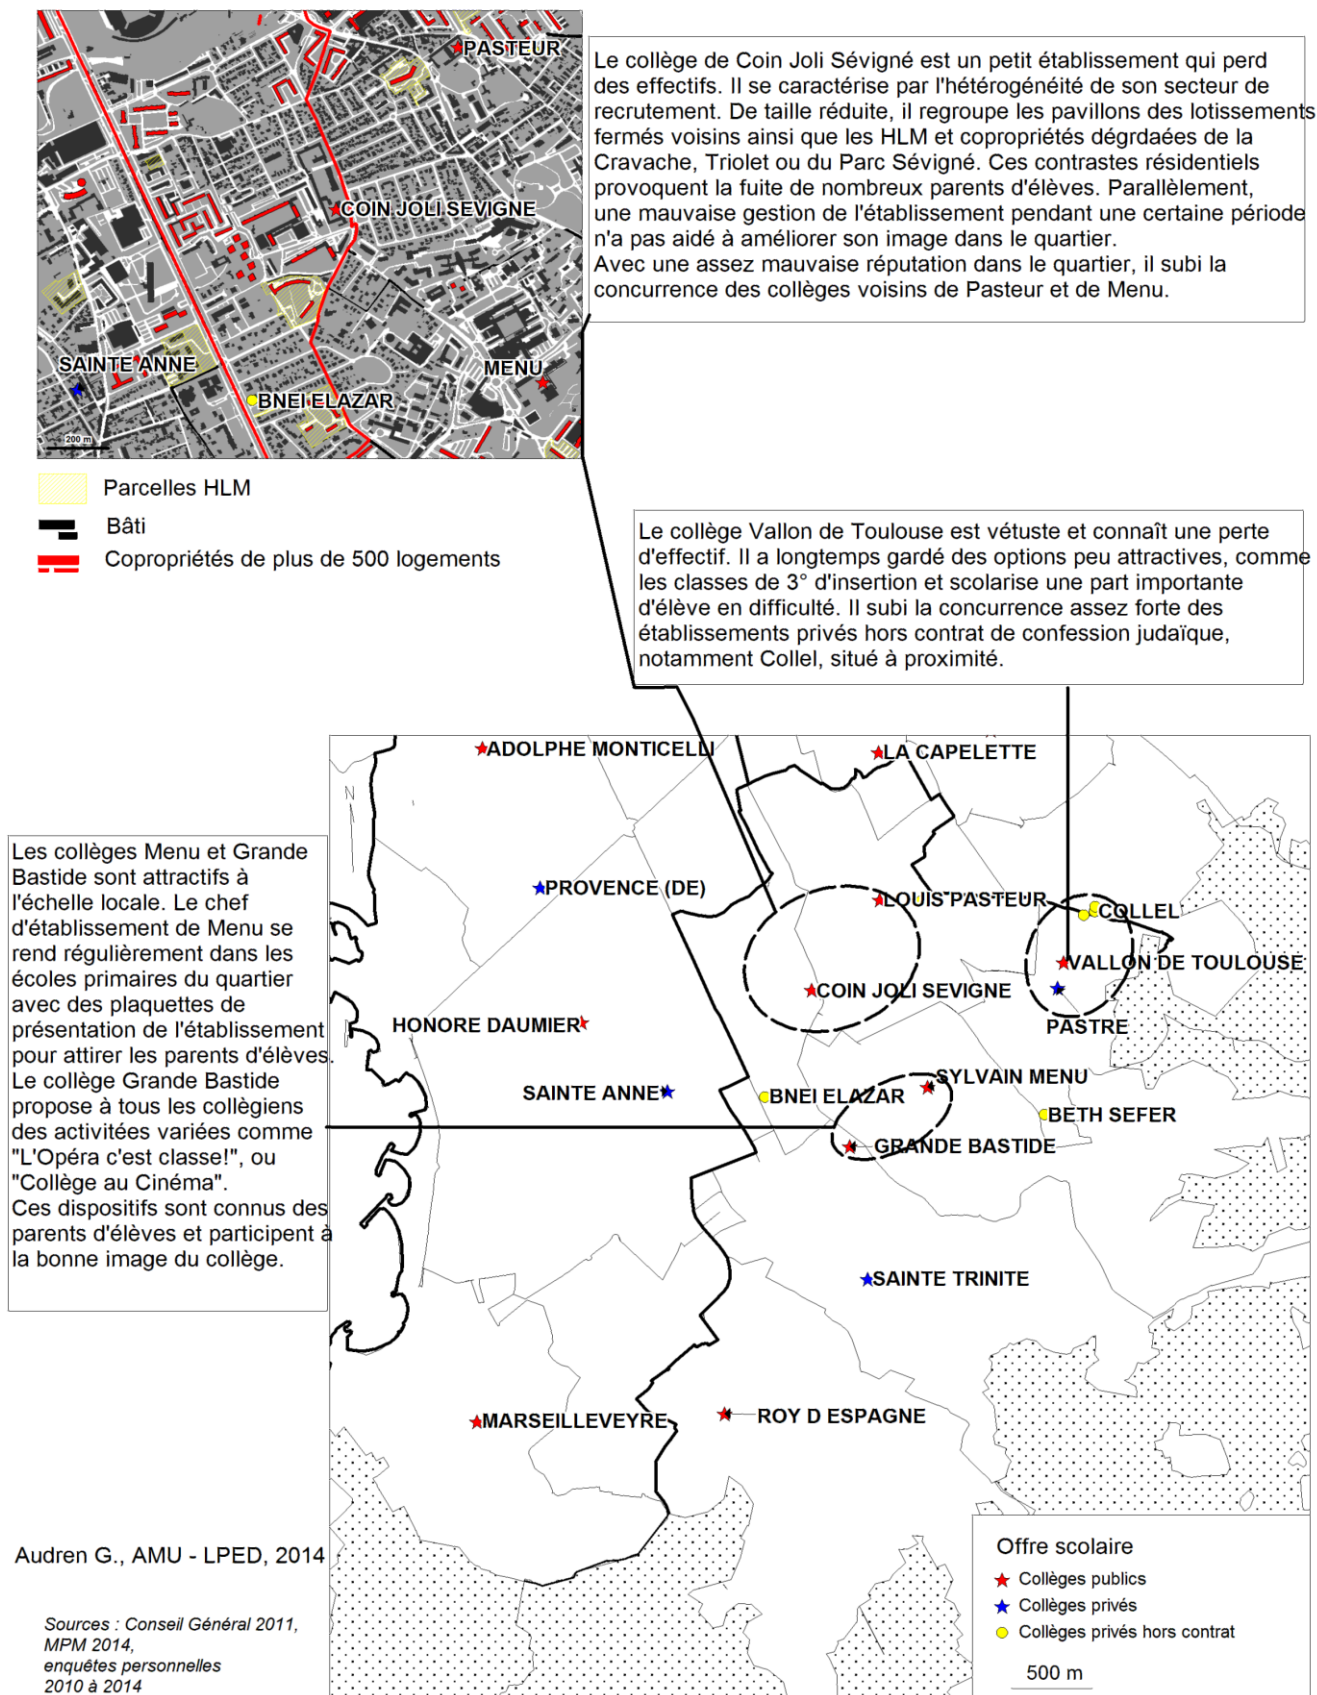 PASTEUR
COIN JOLI SEVIGNE
SAINTE ANNE
MENU
BNEI ELAZAR
200 m
Le collège de Coin Joli Sévigné est un petit établissement qui perd
des effectifs. Il se caractérise par l'hétérogénéité de son secteur de
recrutement. De taille réduite, il regroupe les pavillons des lotissements
fermés voisins ainsi que les HLM et copropriétés dégrdaées de la
Cravache, Triolet ou du Parc Sévigné. Ces contrastes résidentiels
provoquent la fuite de nombreux parents d'élèves. Parallèlement,
une mauvaise gestion de l'établissement pendant une certaine période
n'a pas aidé à améliorer son image dans le quartier.
Avec une assez mauvaise réputation dans le quartier, il subi la
concurrence des collèges voisins de Pasteur et de Menu.
Parcelles HLM
Bâti
Copropriétés de plus de 500 logements
Le collège Vallon de Toulouse est vétuste et connaît une perte
d'effectif. Il a longtemps gardé des options peu attractives, comme
les classes de 3° d'insertion et scolarise une part importante
d'élève en difficulté. Il subi la concurrence assez forte des
établissements privés hors contrat de confession judaïque,
notamment Collel, situé à proximité.
Les collèges Menu et Grande
Bastide sont attractifs à
l'échelle locale. Le chef
d'établissement de Menu se
rend régulièrement dans les
écoles primaires du quartier
avec des plaquettes de
présentation de l'établissement
pour attirer les parents d'élèves.
Le collège Grande Bastide
propose à tous les collègiens
des activitées variées comme
"L'Opéra c'est classe!", ou
"Collège au Cinéma".
Ces dispositifs sont connus des
parents d'élèves et participent à
la bonne image du collège.
N
ADOLPHE MONTICELLI
LA CAPELETTE
PROVENCE (DE)
LOUIS PASTEUR
COLLEL
VALLON DE TOULOUSE
COIN JOLI SEVIGNE
PASTRE
HONORE DAUMIER
SYLVAIN MENU
SAINTE ANNE
BNEI ELAZAR
BETH SEFER
GRANDE BASTIDE
SAINTE TRINITE
MARSEILLEVEYRE
ROY D ESPAGNE
Offre scolaire
Collèges publics
Collèges privés
Collèges privés hors contrat
500 m
Audren G., AMU - LPED, 2014
Sources : Conseil Général 2011,
MPM 2014,
enquêtes personnelles
2010 à 2014